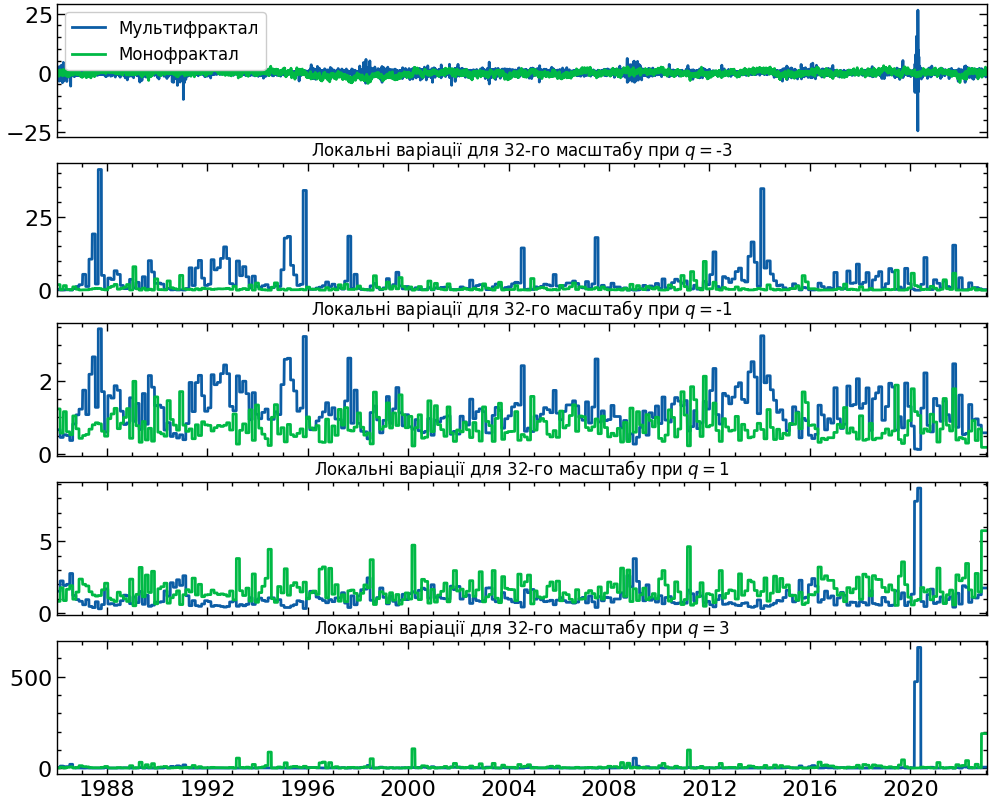 25
0
−25
Мультифрактал
Монофрактал
Локальні варіації для 32-го масштабу при q = -3
25
0
Локальні варіації для 32-го масштабу при q = -1
2
0
Локальні варіації для 32-го масштабу при q = 1
5
0
Локальні варіації для 32-го масштабу при q = 3
500
0
1988 1992 1996 2000 2004 2008 2012 2016 2020